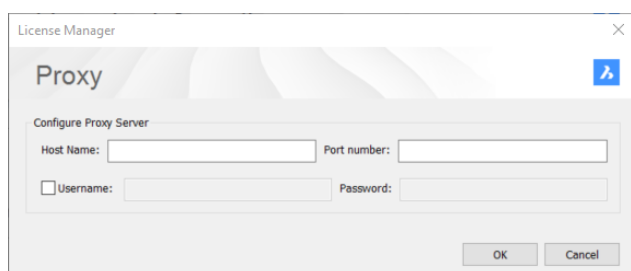 License Manager
Proxy
Configure Proxy Server
Host Name: Port number:
Username: Password:
OK Cancel